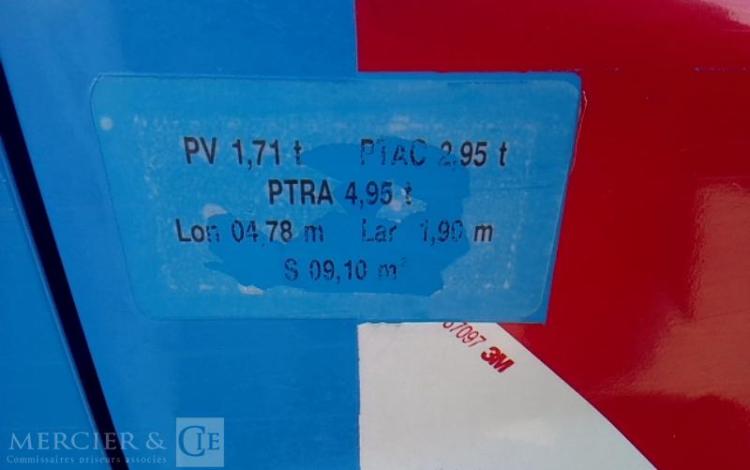 PV 1,71 t PTAC 2,95 t
PTRA 4,95 t
Lon 04,78 m Lar 1,90 m
S 09,10 m²
67097 3M
MERCIER & CIE
Commissaires priseurs associés